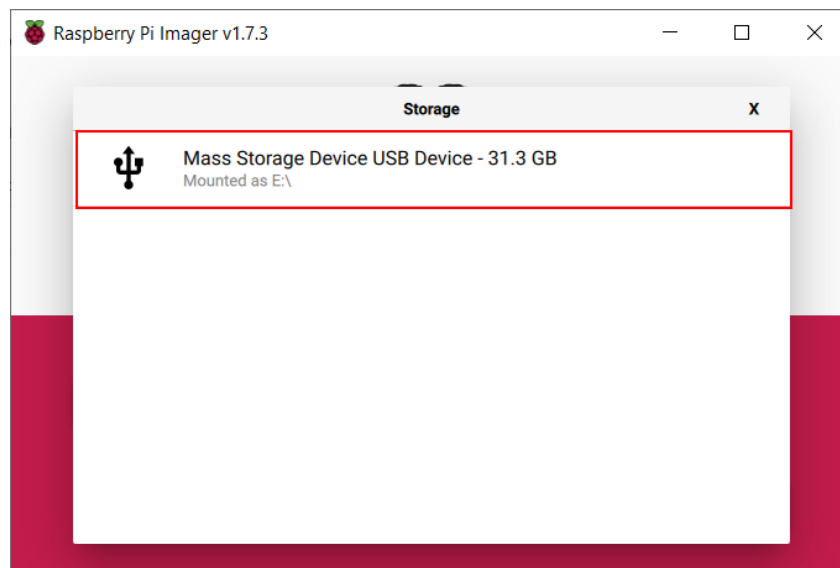 Raspberry Pi Imager v1.7.3
Storage X
Mass Storage Device USB Device - 31.3 GB
Mounted as E:\